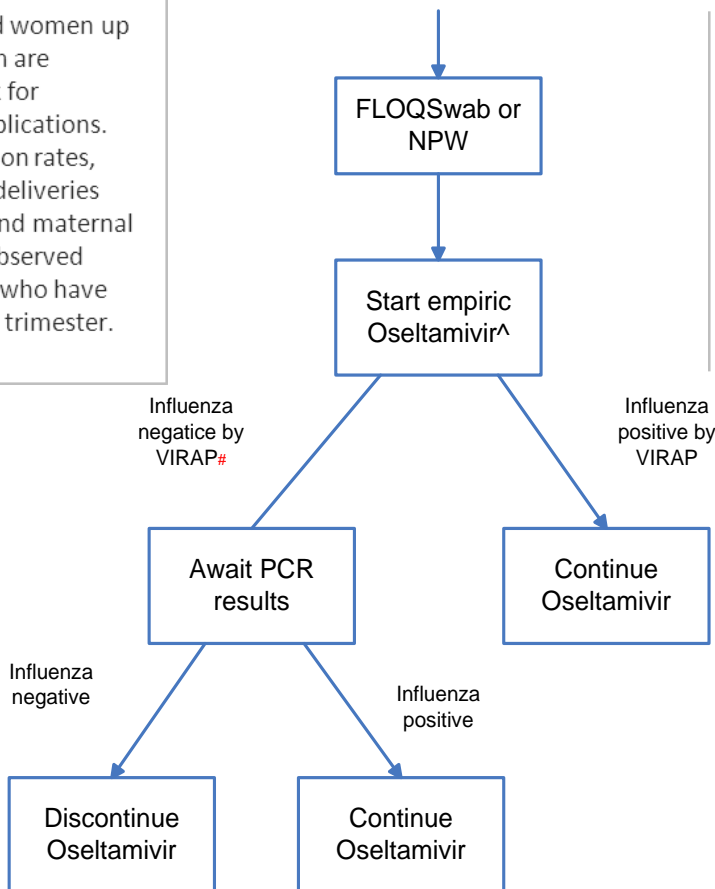 d women up
n are
for
plications.
on rates,
deliveries
nd maternal
bserved
who have
trimester.
FLOQSwab or
NPW
Start empiric
Oseltamivir^
Influenza
negatice by
VIRAP#
Influenza
positive by
VIRAP
Await PCR
results
Continue
Oseltamivir
Influenza
negative
Influenza
positive
Discontinue
Oseltamivir
Continue
Oseltamivir